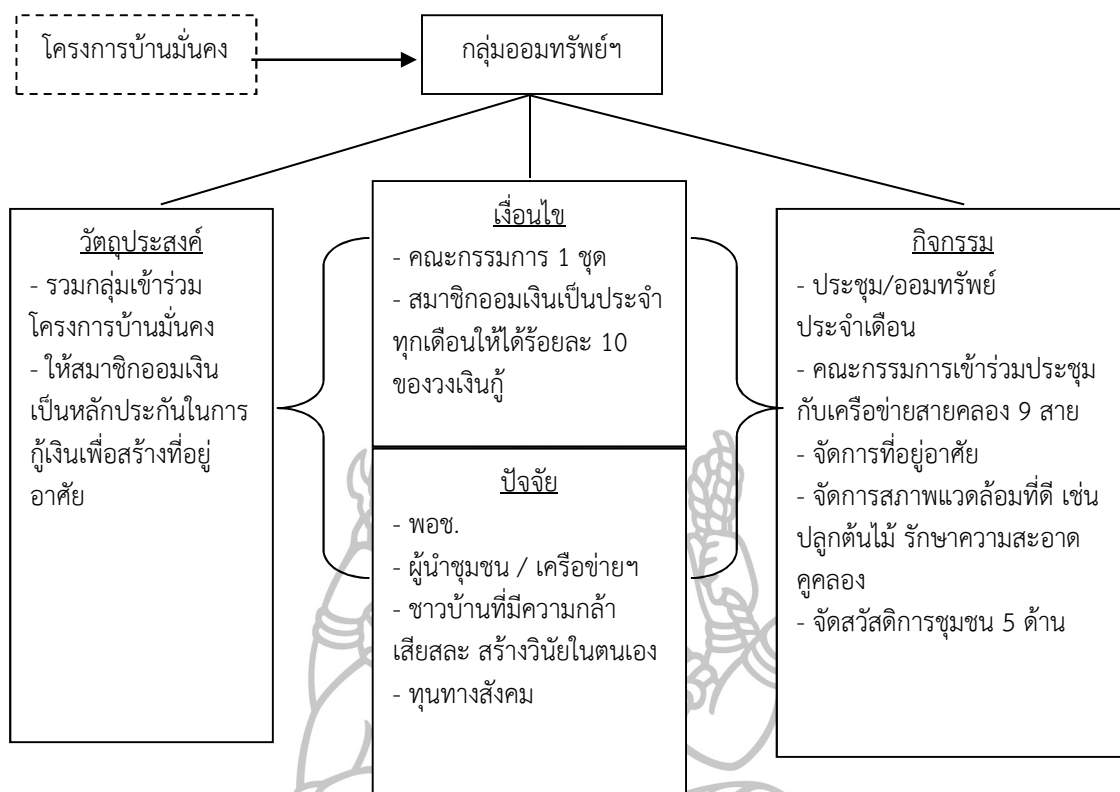 โครงการบ้านมั่นคง
กลุ่มออมทรัพย์ฯ
วัตถุประสงค์
- รวมกลุ่มเข้าร่วม
โครงการบ้านมั่นคง
- ให้สมาชิกออมเงิน
เป็นหลักประกันในการ
กู้เงินเพื่อสร้างที่อยู่
อาศัย
เงื่อนไข
- คณะกรรมการ 1 ชุด
- สมาชิกออมเงินเป็นประจำ
ทุกเดือนให้ได้ร้อยละ 10
ของวงเงินกู้
ปัจจัย
- พอช.
- ผู้นำชุมชน / เครือข่ายฯ
- ชาวบ้านที่มีความกล้า
เสียสละ สร้างวินัยในตนเอง
- ทุนทางสังคม
กิจกรรม
- ประชุม/ออมทรัพย์
ประจำเดือน
- คณะกรรมการเข้าร่วมประชุม
กับเครือข่ายสายคลอง 9 สาย
- จัดการที่อยู่อาศัย
- จัดการสภาพแวดล้อมที่ดี เช่น
ปลูกต้นไม้ รักษาความสะอาด
คูคลอง
- จัดสวัสดิการชุมชน 5 ด้าน